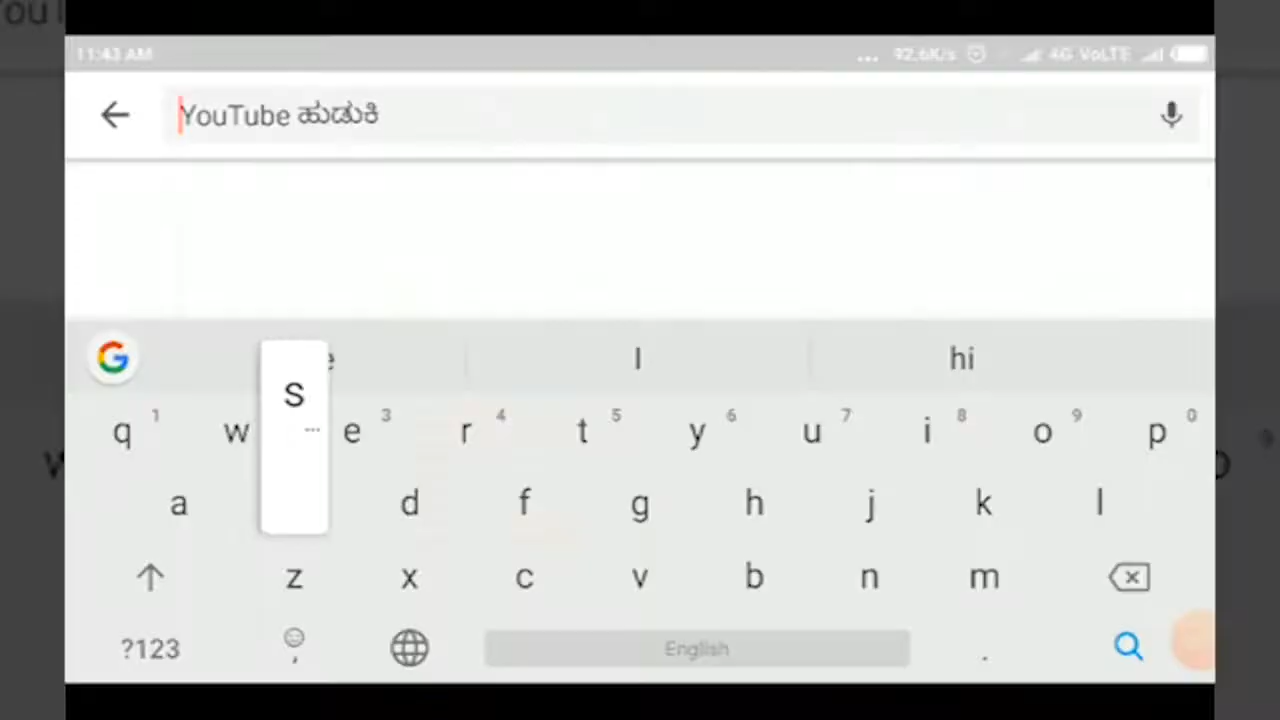 11:43 AM ... 92.6K/s 4G VoLTE
YouTube ಹುಡುಕಿ
I hi
q 1 w e 3 r 4 t 5 y 6 u 7 i 8 o 9 p 0
S
a d f g h j k l
z x c v b n m
?123 , English .